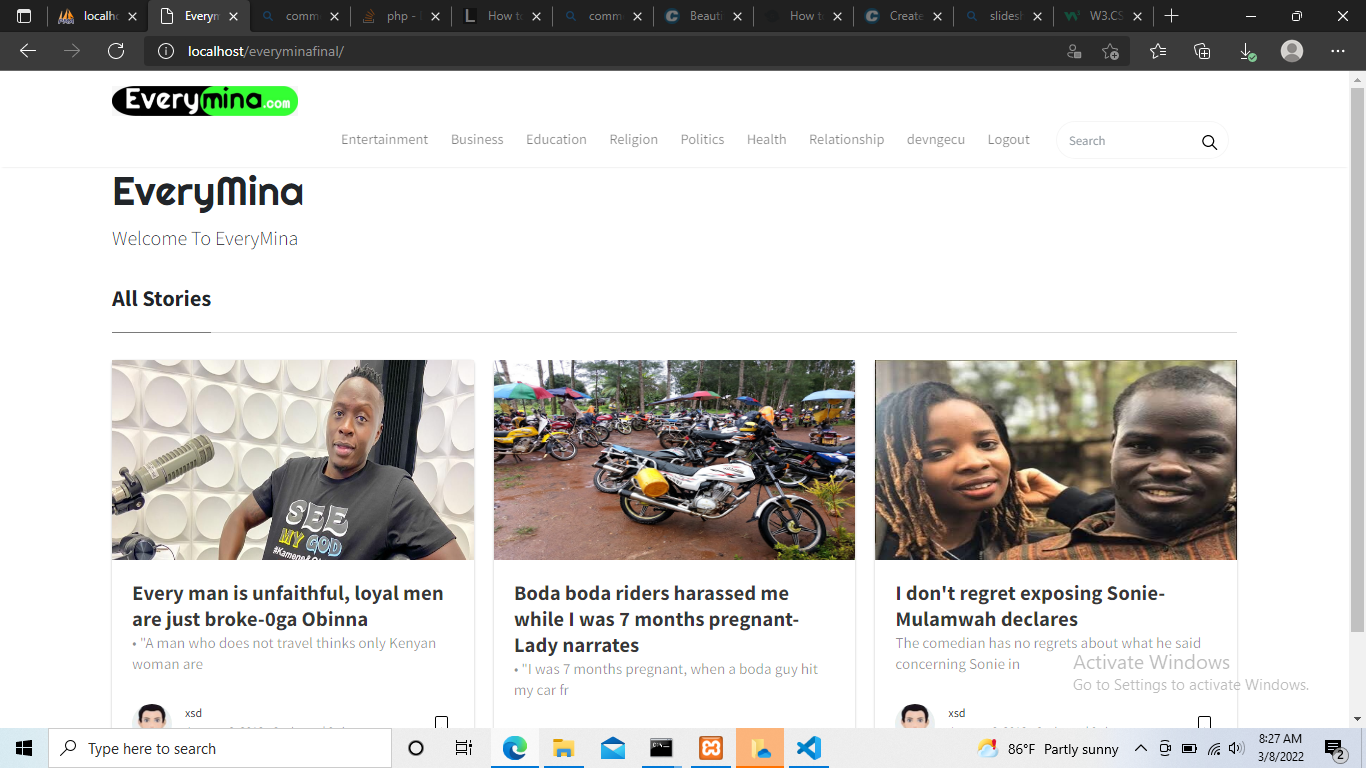 localho
Everym
comm
php -
How to
comm
Beauti
How to
Create
slidesh
W3.CS
localhost/everyminafinal/
Everymina.com
Entertainment Business Education Religion Politics Health Relationship devngecu Logout Search
EveryMina
Welcome To EveryMina
All Stories
SEE
MY GOD
Every man is unfaithful, loyal men
are just broke-0ga Obinna
• "A man who does not travel thinks only Kenyan
woman are
xsd
Boda boda riders harassed me
while I was 7 months pregnant-
Lady narrates
• "I was 7 months pregnant, when a boda guy hit
my car fr
I don't regret exposing Sonie-
Mulamwah declares
The comedian has no regrets about what he said
concerning Sonie in
xsd
Activate Windows
Go to Settings to activate Windows.
Type here to search
86°F Partly sunny
8:27 AM
3/8/2022
2